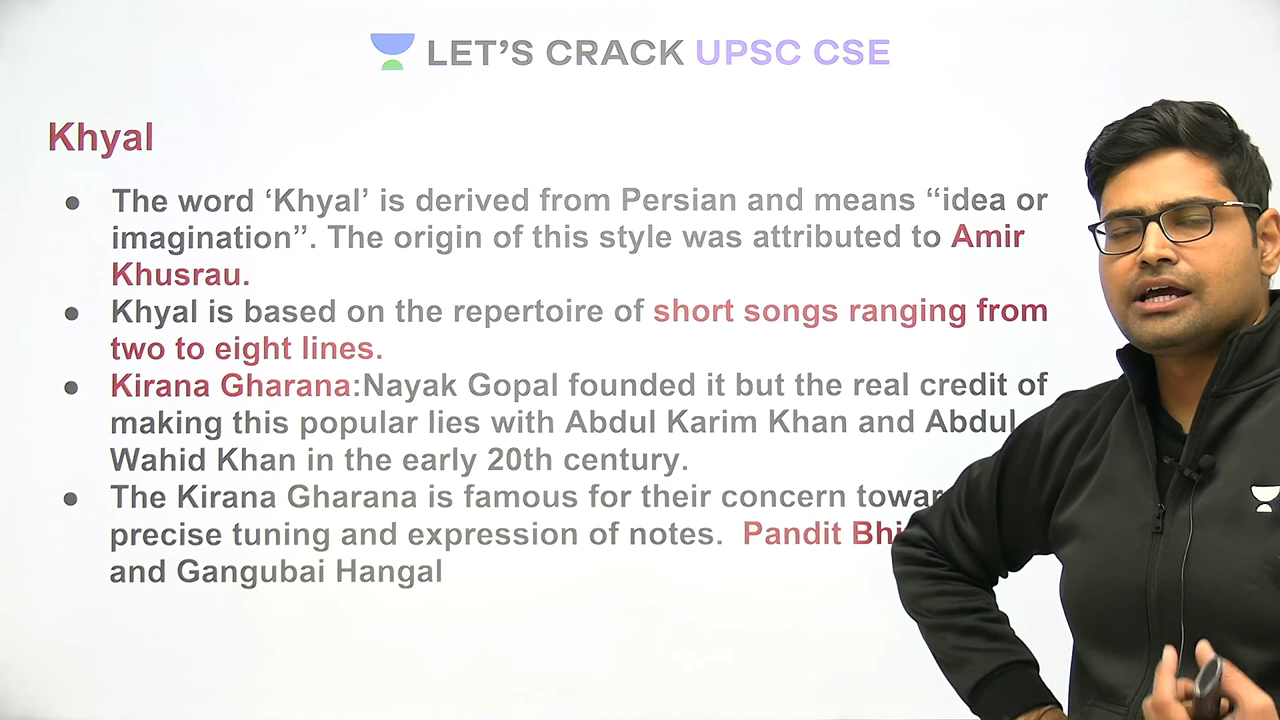 LET'S CRACK UPSC CSE
Khyal
● The word ‘Khyal’ is derived from Persian and means “idea or
imagination”. The origin of this style was attributed to Amir
Khusrau.
● Khyal is based on the repertoire of short songs ranging from
two to eight lines.
● Kirana Gharana:Nayak Gopal founded it but the real credit of
making this popular lies with Abdul Karim Khan and Abdul
Wahid Khan in the early 20th century.
● The Kirana Gharana is famous for their concern
precise tuning and expression of notes. Pandit
and Gangubai Hangal